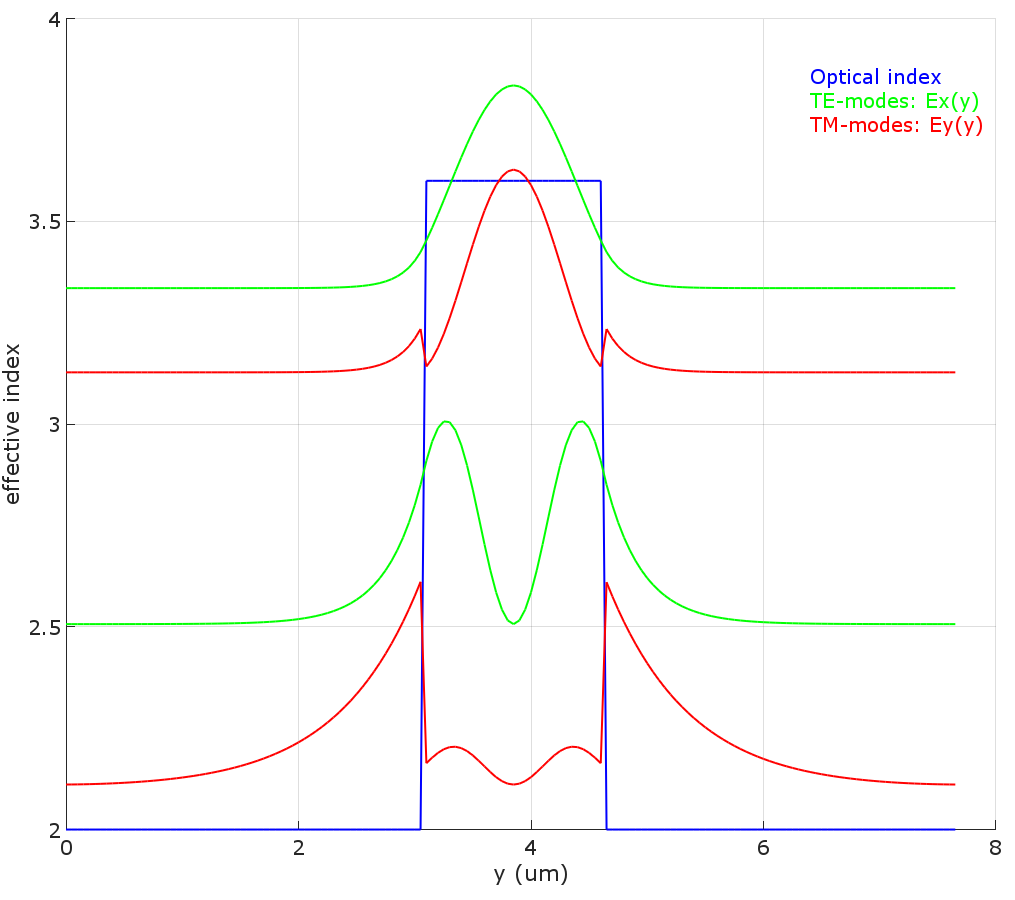 4
3.5
3
2.5
2
0
2
4
6
8
effective index
y (um)
Optical index
TE-modes: Ex(y)
TM-modes: Ey(y)